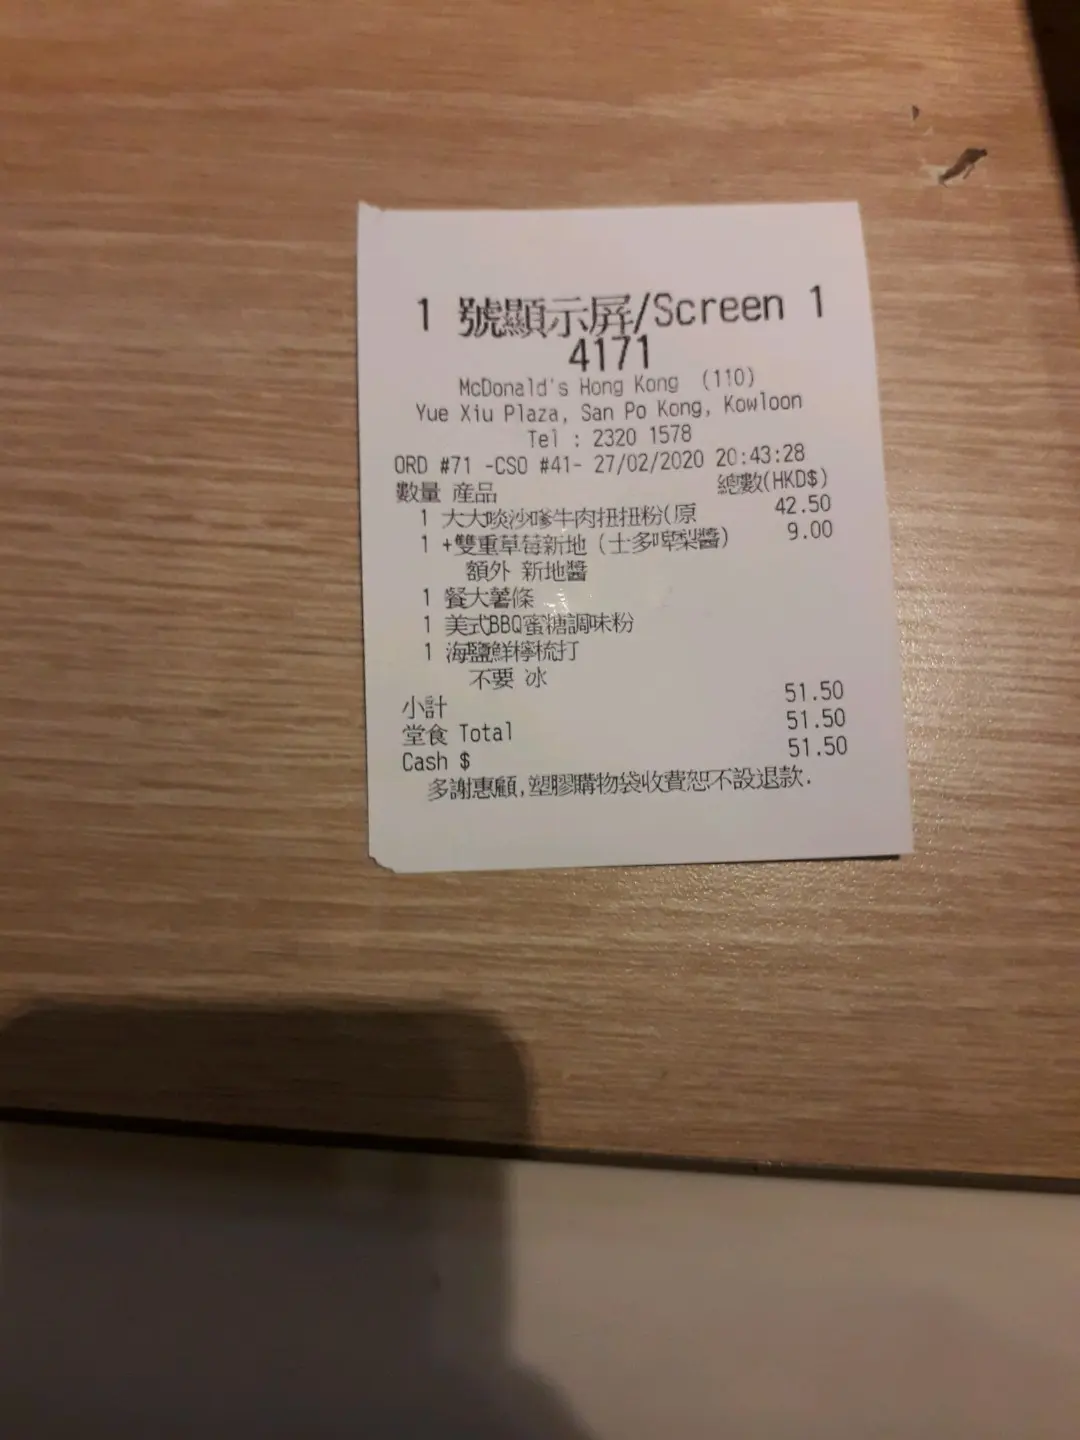 1 號顯示屏/Screen 1
4171
McDonald's Hong Kong (110)
Yue Xiu Plaza, San Po Kong, Kowloon
Tel : 2320 1578
ORD #71 -CSO #41- 27/02/2020 20:43:28
數量 產品 總數(HKD$)
1 大大啖沙嗲牛肉扭扭粉(原 42.50
1 +雙重草莓新地 (士多啤梨醬) 9.00
額外 新地醬
1 餐大薯條
1 美式BBQ蜜糖調味粉
1 海鹽鮮檸梳打
不要 冰
小計 51.50
堂食 Total 51.50
Cash $ 51.50
多謝惠顧,塑膠購物袋收費恕不設退款.